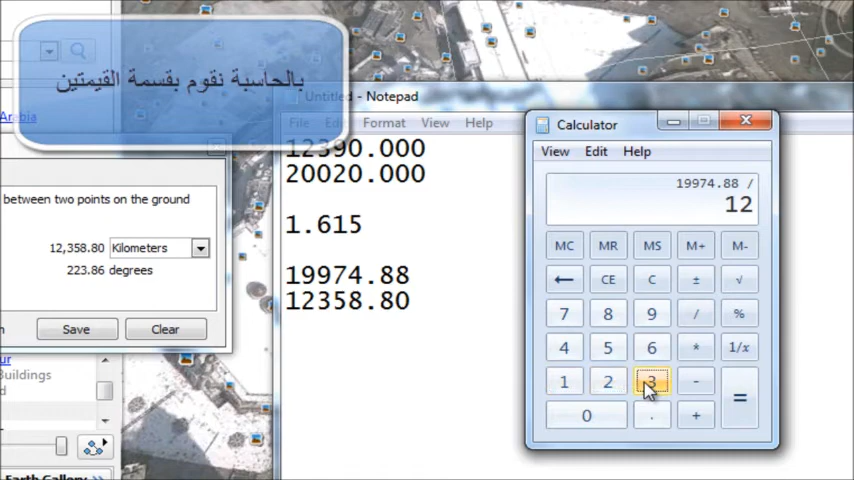 بالحاسبة نقوم بقسمة القيمتين
Arabia
between two points on the ground
12,358.80 Kilometers
223.86 degrees
Save Clear
Buildings
Earth Gallery
Untitled - Notepad
File Edit Format View Help
12390.000
20020.000
1.615
19974.88
12358.80
Calculator
View Edit Help
19974.88 /
12
MC MR MS M+ M-
← CE C ± √
7 8 9 / %
4 5 6 * 1/x
1 2 3 - =
0 . +